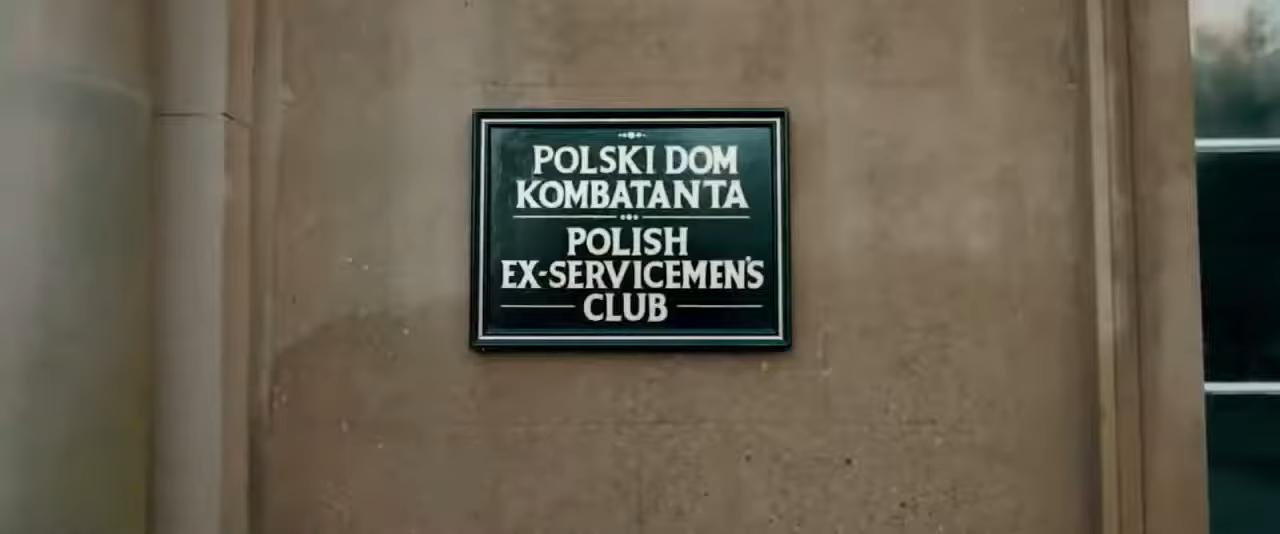 POLSKI DOM
KOMBATANTA
POLISH
EX-SERVICEMEN'S
CLUB